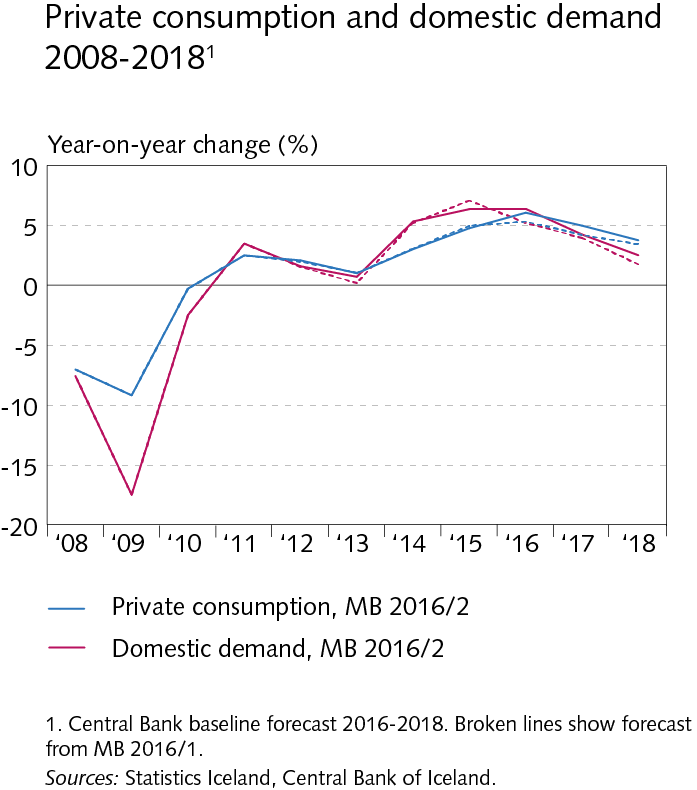 Private consumption and domestic demand
2008-2018¹
Year-on-year change (%)
10
5
0
-5
-10
-15
-20
‘08 ‘09 ‘10 ‘11 ‘12 ‘13 ‘14 ‘15 ‘16 ‘17 ‘18
Private consumption, MB 2016/2
Domestic demand, MB 2016/2
1. Central Bank baseline forecast 2016-2018. Broken lines show forecast
from MB 2016/1.
Sources: Statistics Iceland, Central Bank of Iceland.